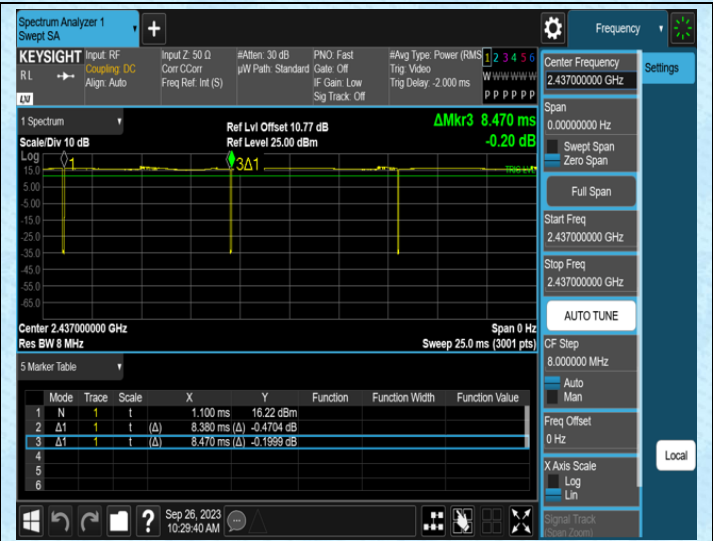 Spectrum Analyzer 1
Swept SA
+
Frequency
KEYSIGHT
RL
LXI
Input: RF
Coupling: DC
Align: Auto
Input Z: 50 Ω
Corr CCorr
Freq Ref: Int (S)
#Atten: 30 dB
µW Path: Standard
PNO: Fast
Gate: Off
IF Gain: Low
Sig Track: Off
#Avg Type: Power (RMS
Trig: Video
Trig Delay: -2.000 ms
1 2 3 4 5 6
W W W W W W
P P P P P P
1 Spectrum
Scale/Div 10 dB
Ref Lvl Offset 10.77 dB
Ref Level 25.00 dBm
ΔMkr3 8.470 ms
-0.20 dB
Log
15.0
5.00
-5.00
-15.0
-25.0
-35.0
-45.0
-55.0
-65.0
1
3Δ1
TRIG LVL
Center 2.437000000 GHz
Res BW 8 MHz
Span 0 Hz
Sweep 25.0 ms (3001 pts)
5 Marker Table
Mode Trace Scale X Y Function Function Width Function Value
1 N 1 t 1.100 ms 16.22 dBm
2 Δ1 1 t (Δ) 8.380 ms (Δ) -0.4704 dB
3 Δ1 1 t (Δ) 8.470 ms (Δ) -0.1999 dB
4
5
6
?
Sep 26, 2023
10:29:40 AM
Center Frequency
2.437000000 GHz
Span
0.00000000 Hz
Swept Span
Zero Span
Full Span
Start Freq
2.437000000 GHz
Stop Freq
2.437000000 GHz
AUTO TUNE
CF Step
8.000000 MHz
Auto
Man
Freq Offset
0 Hz
X Axis Scale
Log
Lin
Signal Track
(Span Zoom)
Settings
Local